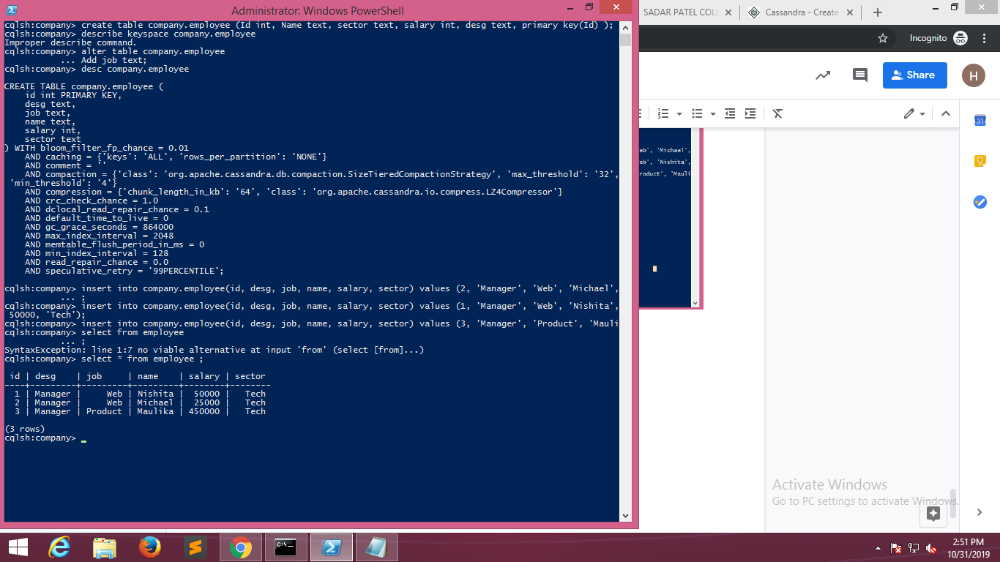 Administrator: Windows PowerShell
cqlsh:company> create table company.employee (Id int, Name text, sector text, salary int, desg text, primary key(Id) );
cqlsh:company> describe keyspace company.employee
Improper describe command.
cqlsh:company> alter table company.employee
... Add job text;
cqlsh:company> desc company.employee
CREATE TABLE company.employee (
id int PRIMARY KEY,
desg text,
job text,
name text,
salary int,
sector text
) WITH bloom_filter_fp_chance = 0.01
AND caching = {'keys': 'ALL', 'rows_per_partition': 'NONE'}
AND comment = ''
AND compaction = {'class': 'org.apache.cassandra.db.compaction.SizeTieredCompactionStrategy', 'max_threshold': '32',
'min_threshold': '4'}
AND compression = {'chunk_length_in_kb': '64', 'class': 'org.apache.cassandra.io.compress.LZ4Compressor'}
AND crc_check_chance = 1.0
AND dclocal_read_repair_chance = 0.1
AND default_time_to_live = 0
AND gc_grace_seconds = 864000
AND max_index_interval = 2048
AND memtable_flush_period_in_ms = 0
AND min_index_interval = 128
AND read_repair_chance = 0.0
AND speculative_retry = '99PERCENTILE';
cqlsh:company> insert into company.employee(id, desg, job, name, salary, sector) values (2, 'Manager', 'Web', 'Michael',
... ;
cqlsh:company> insert into company.employee(id, desg, job, name, salary, sector) values (1, 'Manager', 'Web', 'Nishita',
50000, 'Tech');
cqlsh:company> insert into company.employee(id, desg, job, name, salary, sector) values (3, 'Manager', 'Product', 'Mauli
cqlsh:company> select from employee
... ;
SyntaxException: line 1:7 no viable alternative at input 'from' (select [from]...)
cqlsh:company> select * from employee ;
id | desg | job | name | salary | sector
----+---------+---------+---------+--------+--------
1 | Manager | Web | Nishita | 50000 | Tech
2 | Manager | Web | Michael | 25000 | Tech
3 | Manager | Product | Maulika | 450000 | Tech
(3 rows)
cqlsh:company>
SADAR PATEL COLL
Cassandra - Create
Incognito
Share
H
31
eb', 'Michael',
eb', 'Nishita',
roduct', 'Mauli
Activate Windows
Go to PC settings to activate Windows.
C:\
2:51 PM
10/31/2019